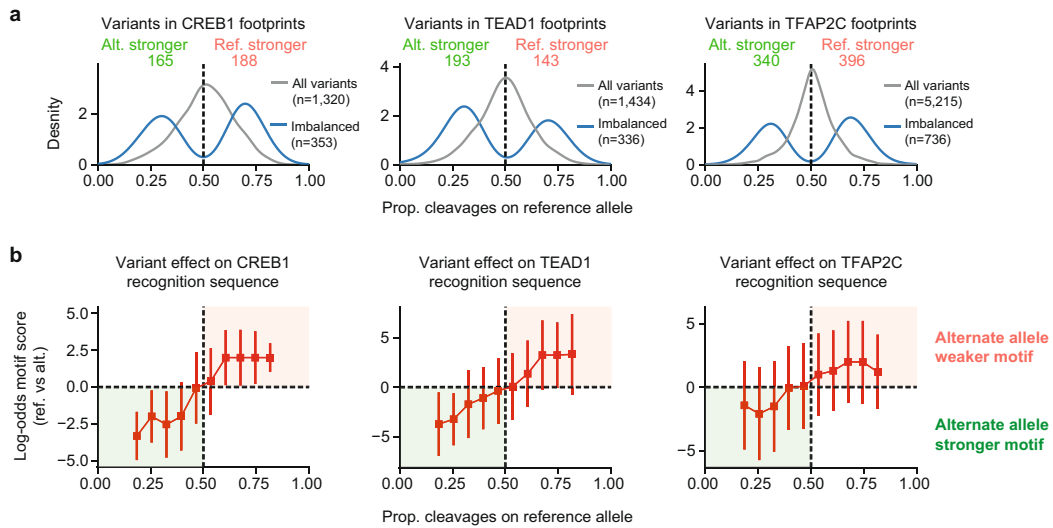 a
Variants in CREB1 footprints
Alt. stronger
165
Ref. stronger
188
Desnity
2
0
All variants
(n=1,320)
Imbalanced
(n=353)
0.00 0.25 0.50 0.75 1.00
Variants in TEAD1 footprints
Alt. stronger
193
Ref. stronger
143
4
2
0
All variants
(n=1,434)
Imbalanced
(n=336)
0.00 0.25 0.50 0.75 1.00
Variants in TFAP2C footprints
Alt. stronger
340
Ref. stronger
396
4
2
0
All variants
(n=5,215)
Imbalanced
(n=736)
0.00 0.25 0.50 0.75 1.00
Prop. cleavages on reference allele
b
Variant effect on CREB1
recognition sequence
Log-odds motif score
(ref. vs alt.)
5.0
2.5
0.0
−2.5
−5.0
0.00 0.25 0.50 0.75 1.00
Variant effect on TEAD1
recognition sequence
5
0
−5
0.00 0.25 0.50 0.75 1.00
Variant effect on TFAP2C
recognition sequence
5
0
−5
0.00 0.25 0.50 0.75 1.00
Alternate allele
weaker motif
Alternate allele
stronger motif
Prop. cleavages on reference allele